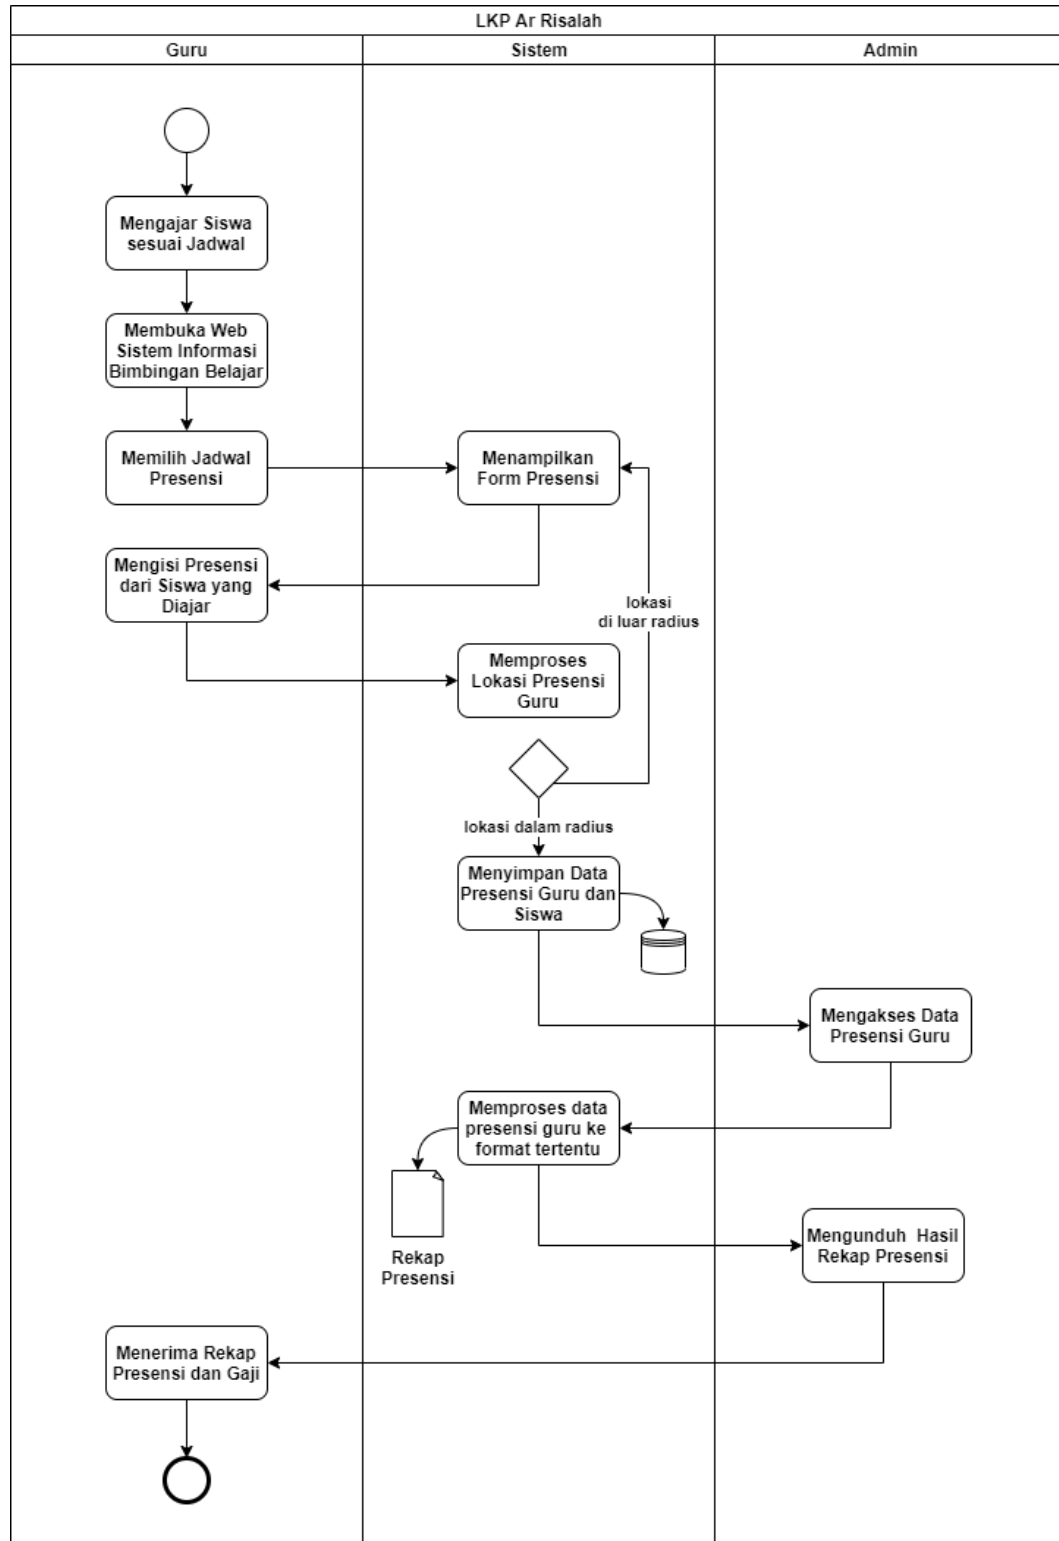 LKP Ar Risalah
Guru
Sistem
Admin
Mengajar Siswa
sesuai Jadwal
Membuka Web
Sistem Informasi
Bimbingan Belajar
Memilih Jadwal
Presensi
Menampilkan
Form Presensi
Mengisi Presensi
dari Siswa yang
Diajar
lokasi
di luar radius
Memproses
Lokasi Presensi
Guru
lokasi dalam radius
Menyimpan Data
Presensi Guru dan
Siswa
Mengakses Data
Presensi Guru
Memproses data
presensi guru ke
format tertentu
Rekap
Presensi
Mengunduh Hasil
Rekap Presensi
Menerima Rekap
Presensi dan Gaji